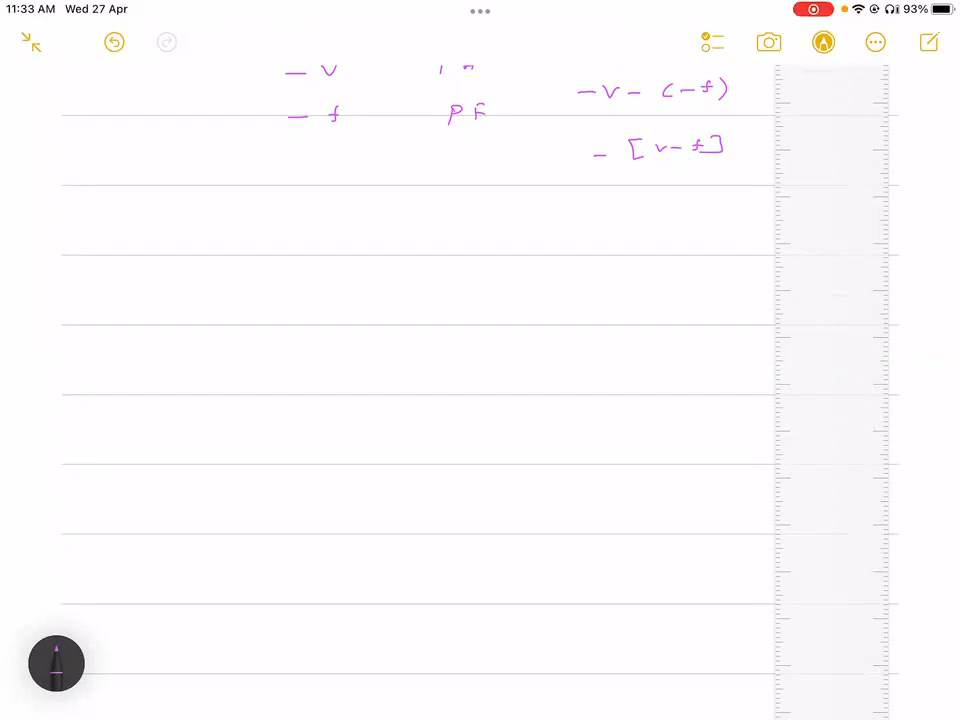 11:33 AM Wed 27 Apr 93%
- v
- f PF
- v - (- f)
- [v - f]